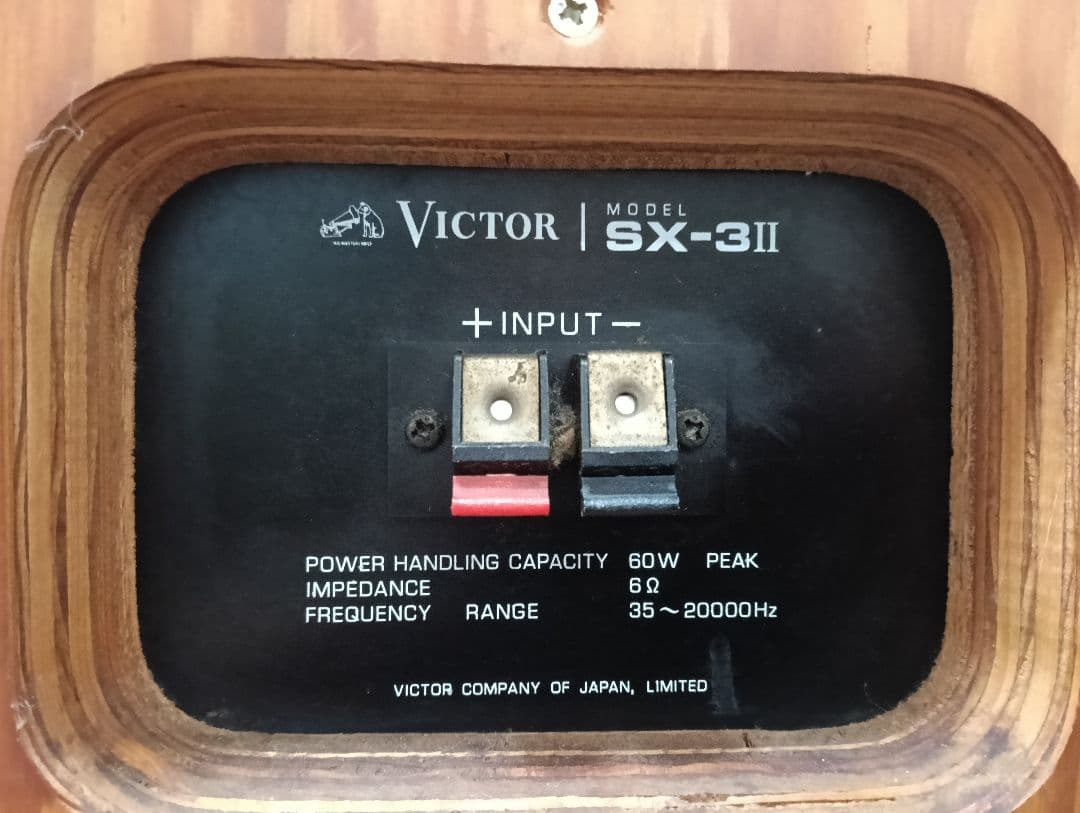 VICTOR | MODEL
SX-3II
+ INPUT −
POWER HANDLING CAPACITY 60W PEAK
IMPEDANCE 6Ω
FREQUENCY RANGE 35～20000Hz
VICTOR COMPANY OF JAPAN, LIMITED